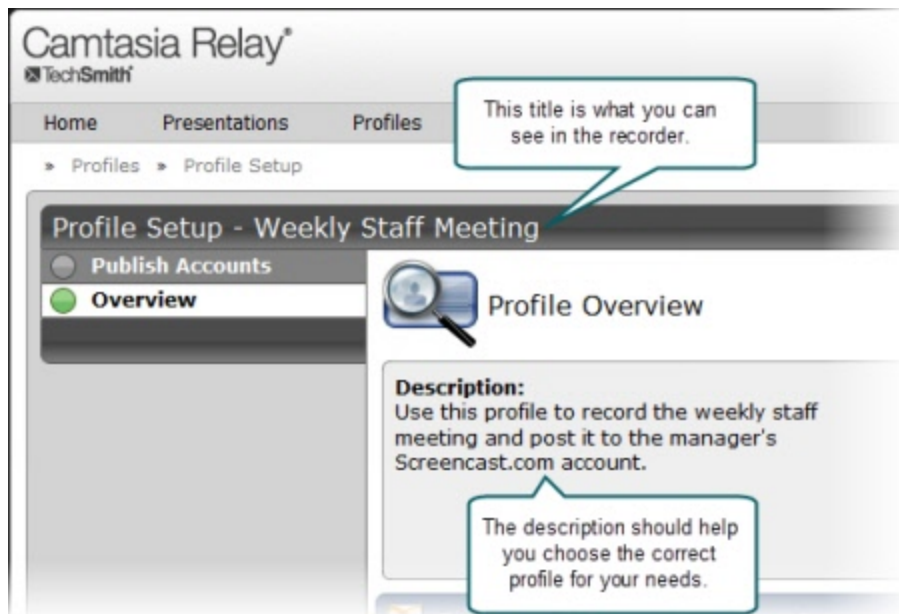 Camtasia Relay®
TechSmith®
Home Presentations Profiles
» Profiles » Profile Setup
This title is what you can
see in the recorder.
Profile Setup - Weekly Staff Meeting
Publish Accounts
Overview
Profile Overview
Description:
Use this profile to record the weekly staff
meeting and post it to the manager's
Screencast.com account.
The description should help
you choose the correct
profile for your needs.